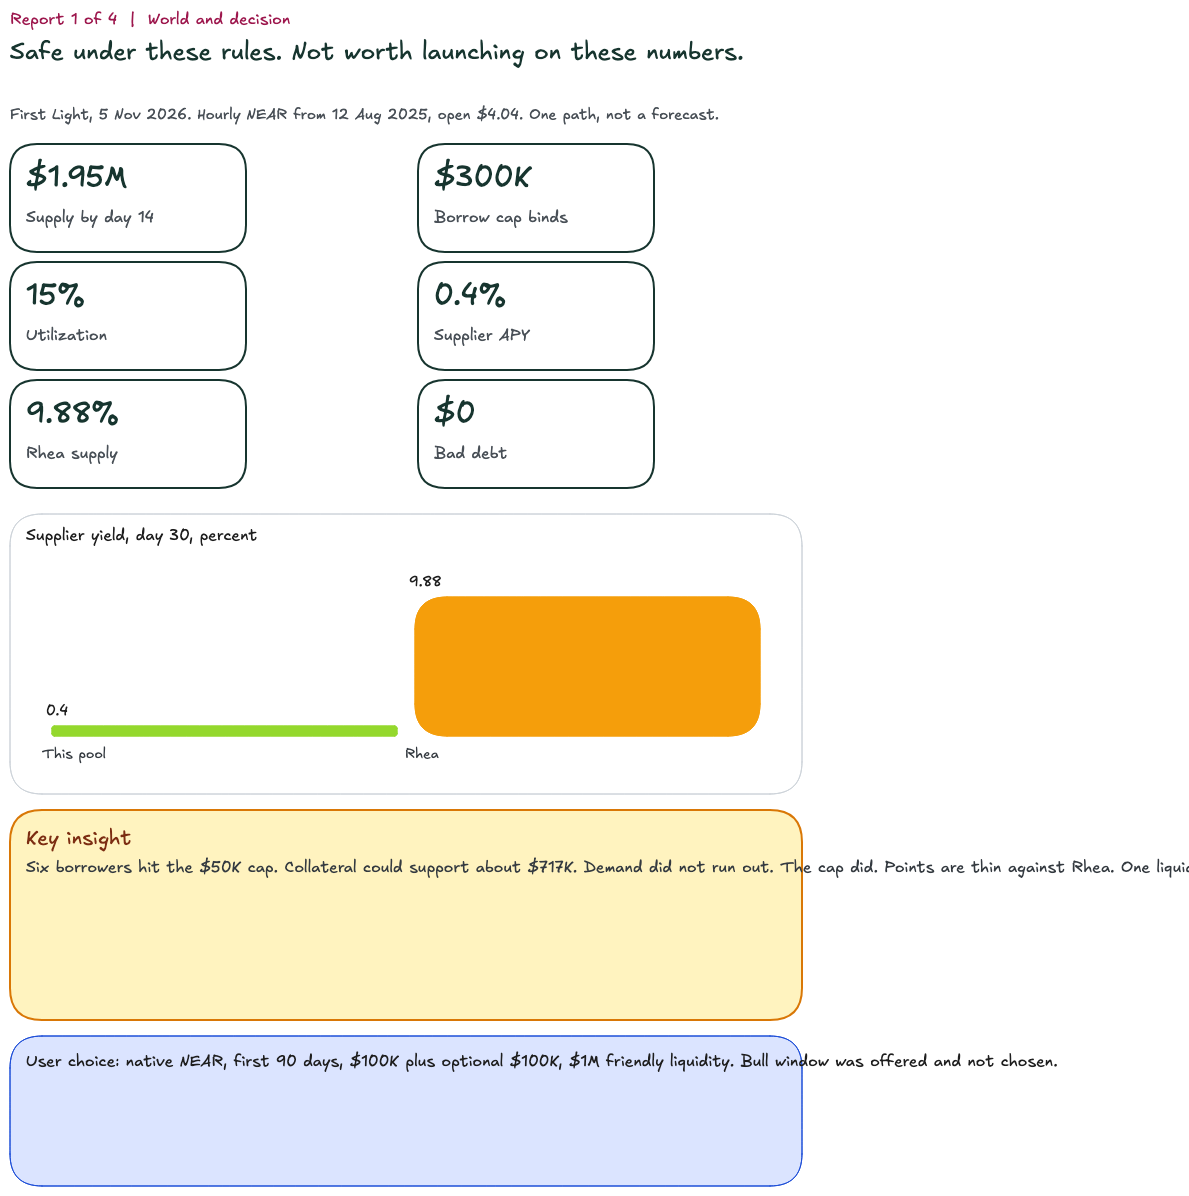 Report 1 of 4 | World and decision
Safe under these rules. Not worth launching on these numbers.
First Light, 5 Nov 2026. Hourly NEAR from 12 Aug 2025, open $4.04. One path, not a forecast.
$1.95M
Supply by day 14
$300K
Borrow cap binds
15%
Utilization
0.4%
Supplier APY
9.88%
Rhea supply
$0
Bad debt
Supplier yield, day 30, percent
9.88
0.4
This pool
Rhea
Key insight
Six borrowers hit the $50K cap. Collateral could support about $717K. Demand did not run out. The cap did. Points are thin against Rhea. One
User choice: native NEAR, first 90 days, $100K plus optional $100K, $1M friendly liquidity. Bull window was offered and not chosen.